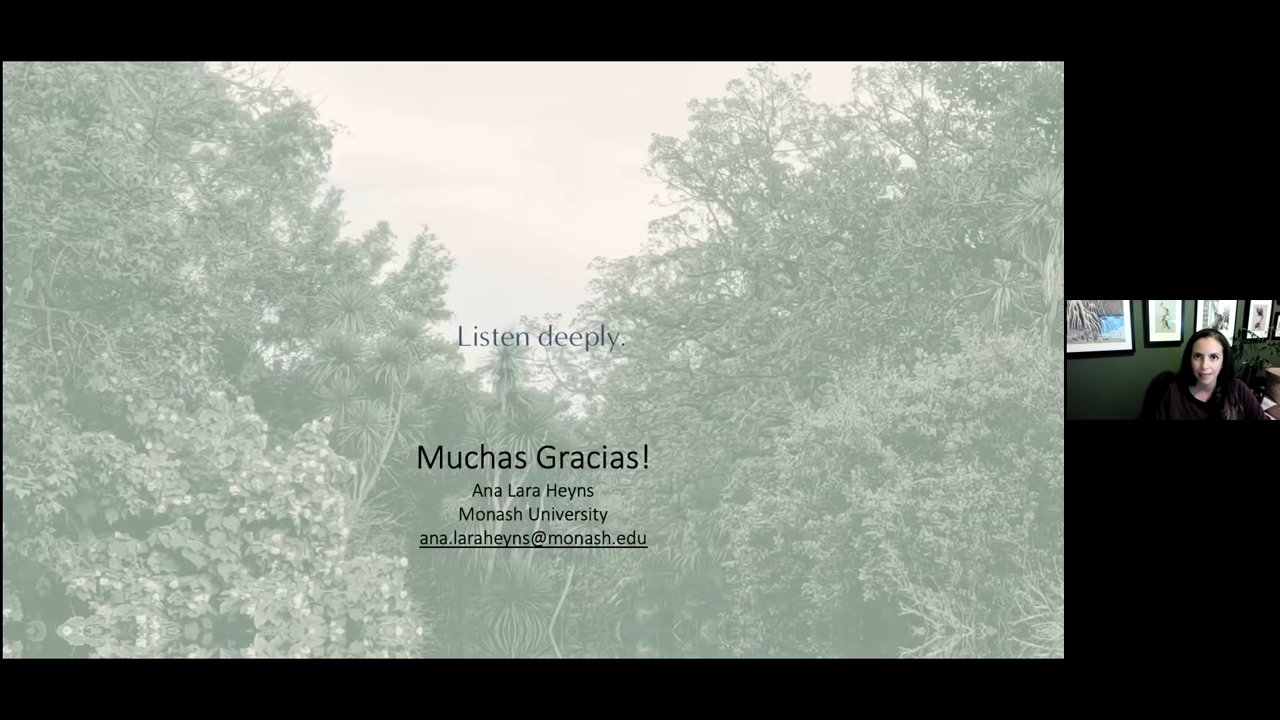 Listen deeply.
Muchas Gracias!
Ana Lara Heyns
Monash University
ana.laraheyns@monash.edu